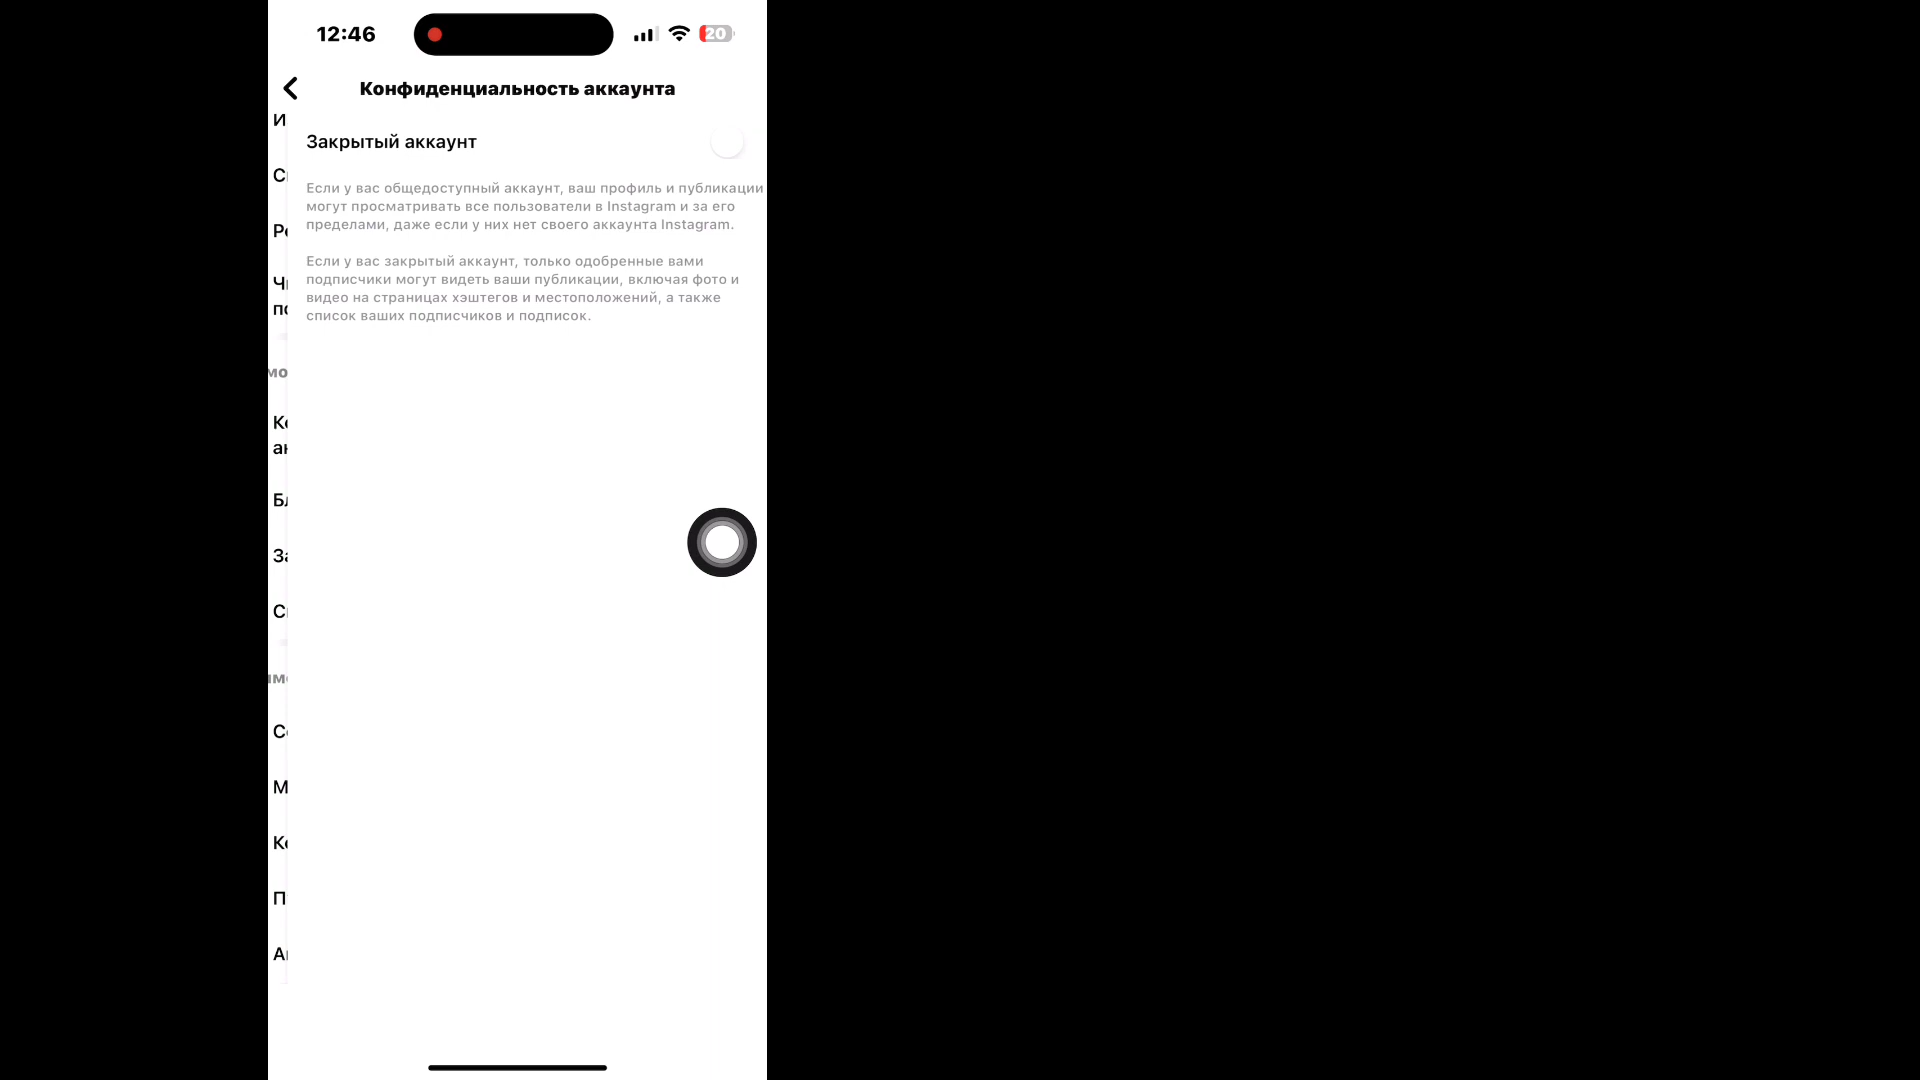 12:46
20
Конфиденциальность аккаунта
Закрытый аккаунт
Если у вас общедоступный аккаунт, ваш профиль и публикации
могут просматривать все пользователи в Instagram и за его
пределами, даже если у них нет своего аккаунта Instagram.
Если у вас закрытый аккаунт, только одобренные вами
подписчики могут видеть ваши публикации, включая фото и
видео на страницах хэштегов и местоположений, а также
список ваших подписчиков и подписок.